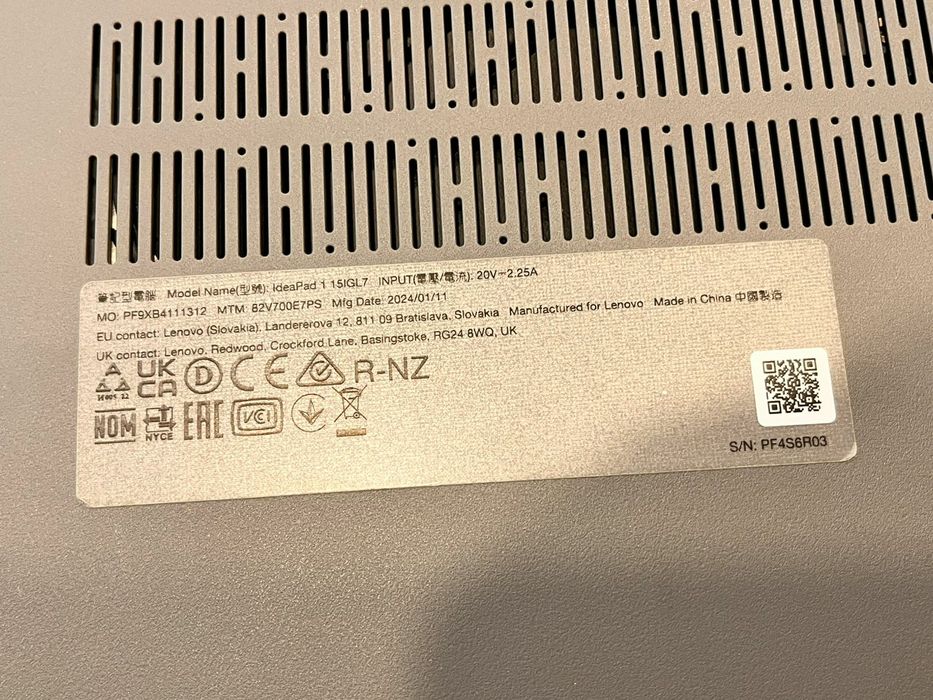 筆記型電腦 Model Name(型號): IdeaPad 1 15IGL7 INPUT(電壓/電流): 20V⎓2.25A
MO: PF9XB4111312 MTM: 82V700E7PS Mfg Date: 2024/01/11
EU contact: Lenovo (Slovakia), Landererova 12, 811 09 Bratislava, Slovakia Manufactured for Lenovo Made in China 中國製造
UK contact: Lenovo, Redwood, Crockford Lane, Basingstoke, RG24 8WQ, UK
UK CA D CE R-NZ
NOM NYCE EAC VCI
S/N: PF4S6R03